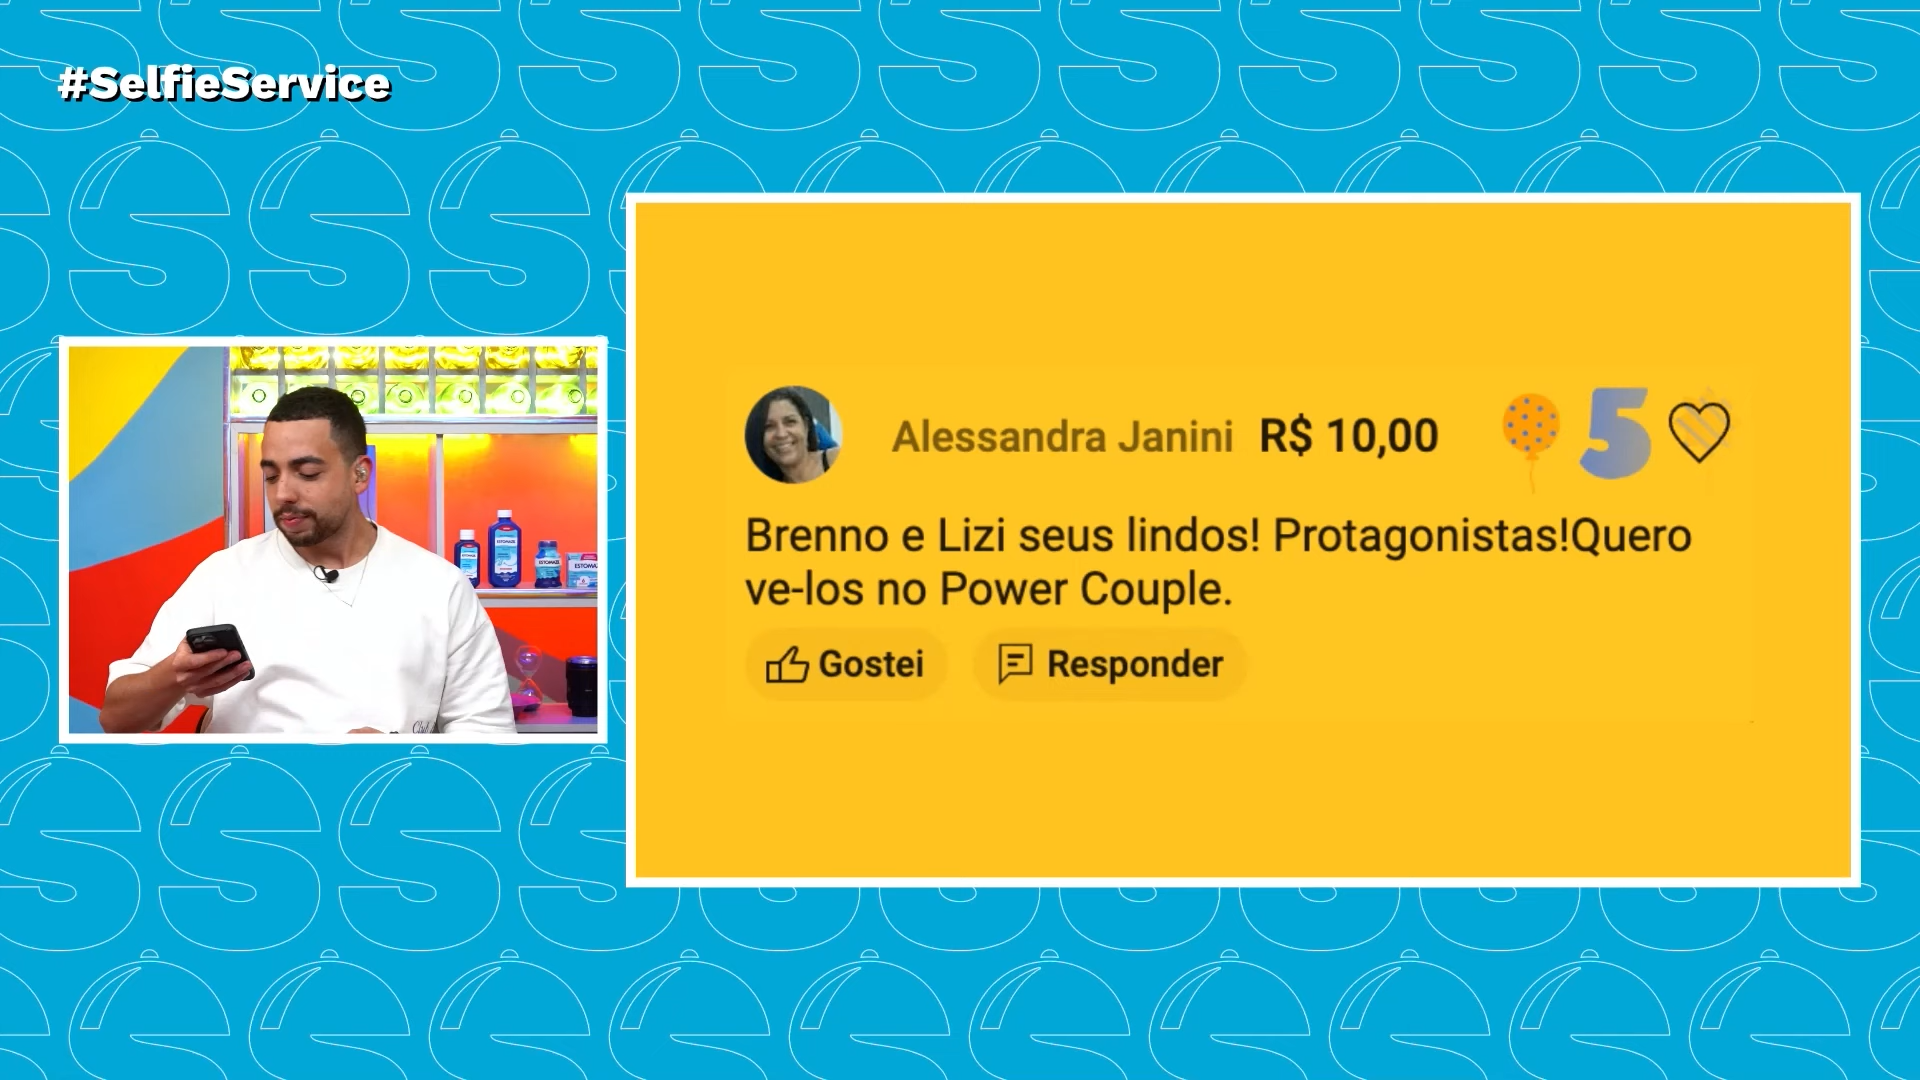 #SelfieService
Alessandra Janini R$ 10,00
5
Brenno e Lizi seus lindos! Protagonistas!Quero
ve-los no Power Couple.
Gostei Responder
ESTOMAZIL